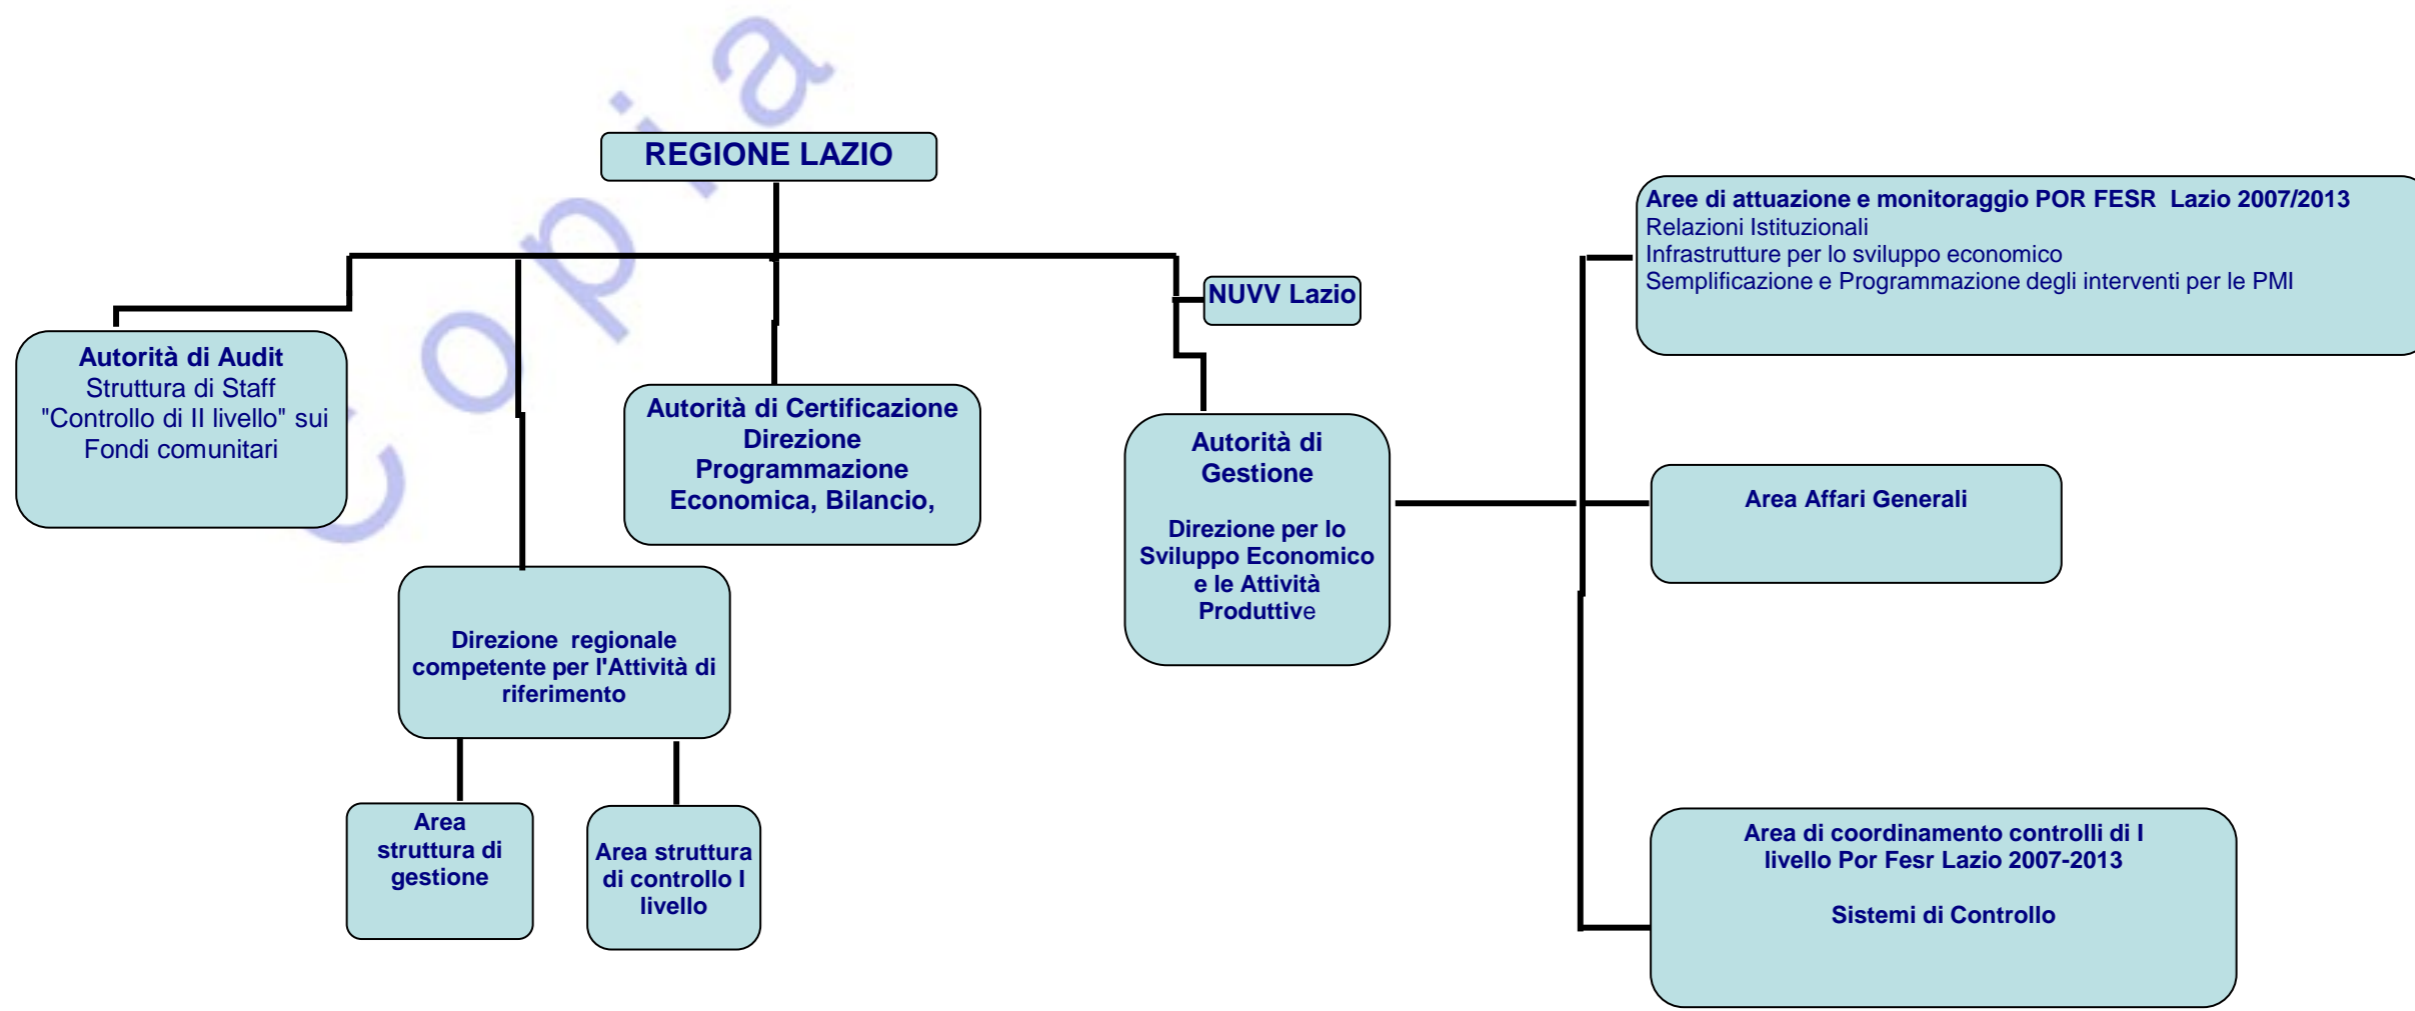 Copia
REGIONE LAZIO
Aree di attuazione e monitoraggio POR FESR  Lazio 2007/2013
Relazioni Istituzionali
Infrastrutture per lo sviluppo economico
Semplificazione e Programmazione degli interventi per le PMI
NUVV Lazio
Autorità di Audit
Struttura di Staff
"Controllo di II livello" sui
Fondi comunitari
Autorità di Certificazione
Direzione
Programmazione
Economica, Bilancio,
Autorità di
Gestione
Direzione per lo
Sviluppo Economico
e le Attività
Produttive
Area Affari Generali
Direzione  regionale
competente per l'Attività di
riferimento
Area
struttura di
gestione
Area struttura
di controllo I
livello
Area di coordinamento controlli di I
livello Por Fesr Lazio 2007-2013
Sistemi di Controllo